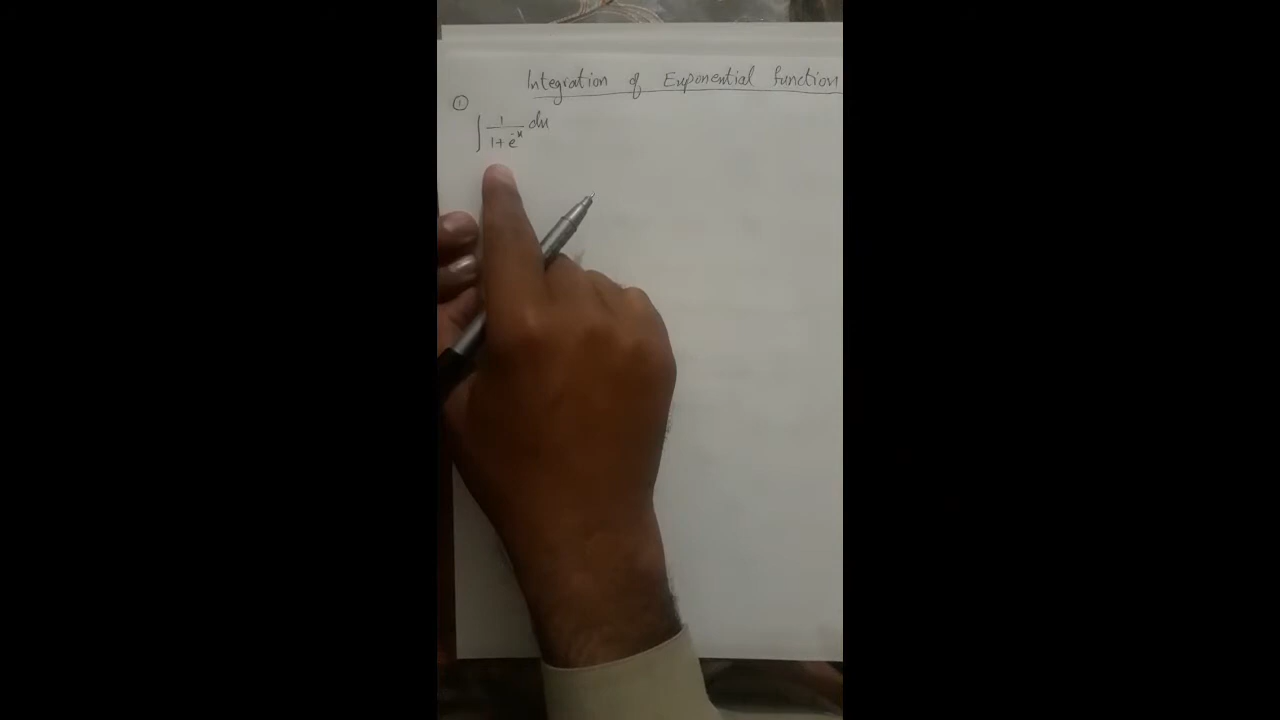 Integration of Exponential function
①
∫ 1/(1+e^-x) dx